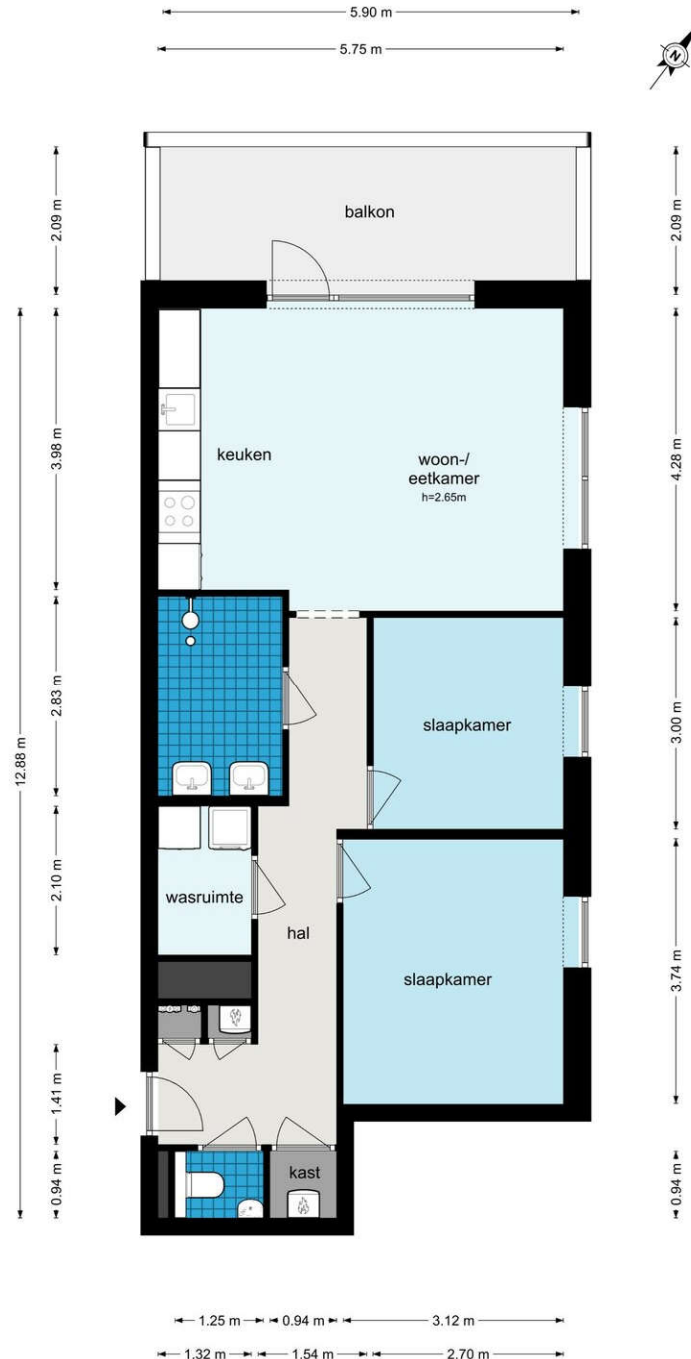 5.90 m
5.75 m
N
2.09 m
2.09 m
balkon
3.98 m
4.28 m
keuken
woon-/
eetkamer
h=2.65m
12.88 m
2.83 m
3.00 m
slaapkamer
2.10 m
wasruimte
hal
3.74 m
slaapkamer
1.41 m
0.94 m
kast
0.94 m
1.25 m
0.94 m
3.12 m
1.32 m
1.54 m
2.70 m